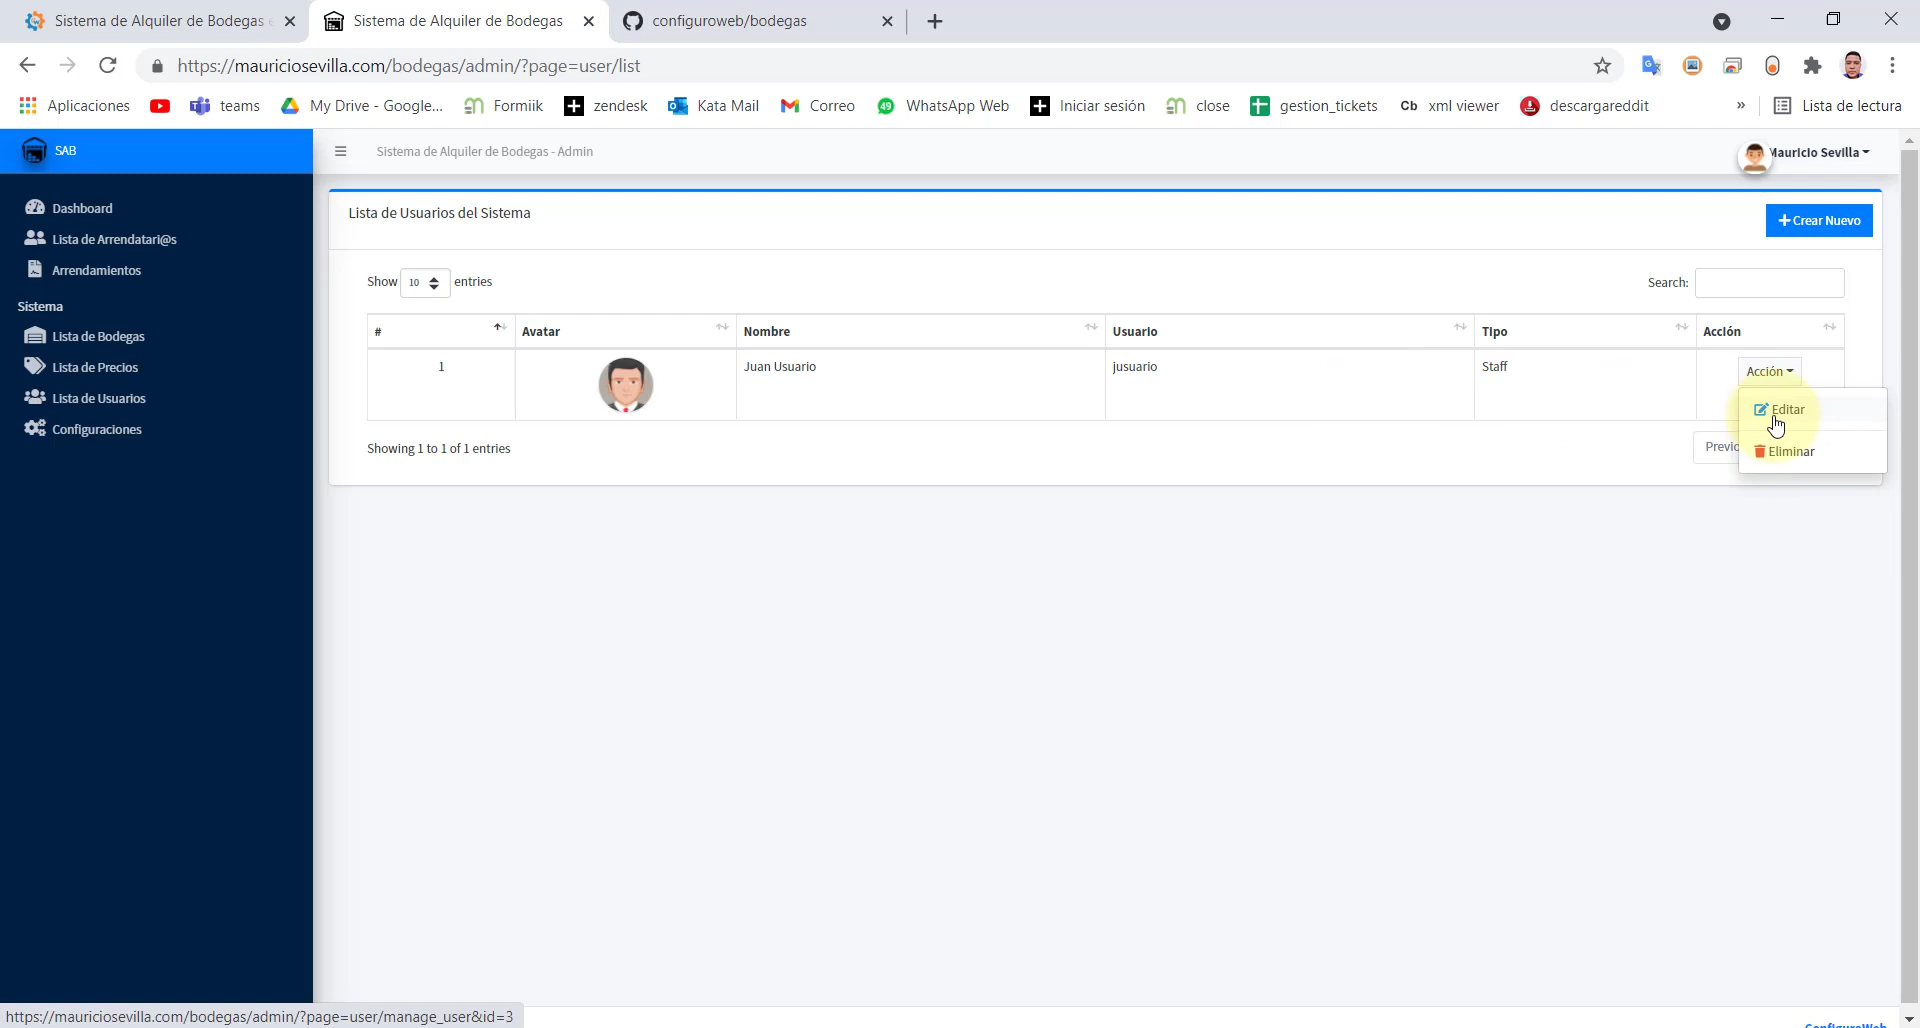 Sistema de Alquiler de Bodegas
Sistema de Alquiler de Bodegas
configuroweb/bodegas
https://mauriciosevilla.com/bodegas/admin/?page=user/list
Aplicaciones
teams
My Drive - Google...
Formiik
zendesk
Kata Mail
Correo
49
WhatsApp Web
Iniciar sesión
close
gestion_tickets
Cb xml viewer
descargareddit
»
Lista de lectura
SAB
Sistema de Alquiler de Bodegas - Admin
Mauricio Sevilla
Dashboard
Lista de Arrendatari@s
Arrendamientos
Sistema
Lista de Bodegas
Lista de Precios
Lista de Usuarios
Configuraciones
Lista de Usuarios del Sistema
+ Crear Nuevo
Show 10 entries
Search:
# Avatar Nombre Usuario Tipo Acción
1 Juan Usuario jusuario Staff Acción
Editar
Eliminar
Showing 1 to 1 of 1 entries
Previo
https://mauriciosevilla.com/bodegas/admin/?page=user/manage_user&id=3
ConfiguroWeb